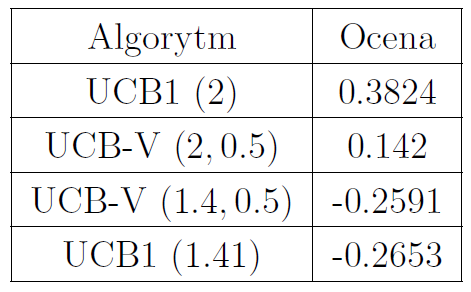 Algorytm Ocena
UCB1 (2) 0.3824
UCB-V (2, 0.5) 0.142
UCB-V (1.4, 0.5) -0.2591
UCB1 (1.41) -0.2653